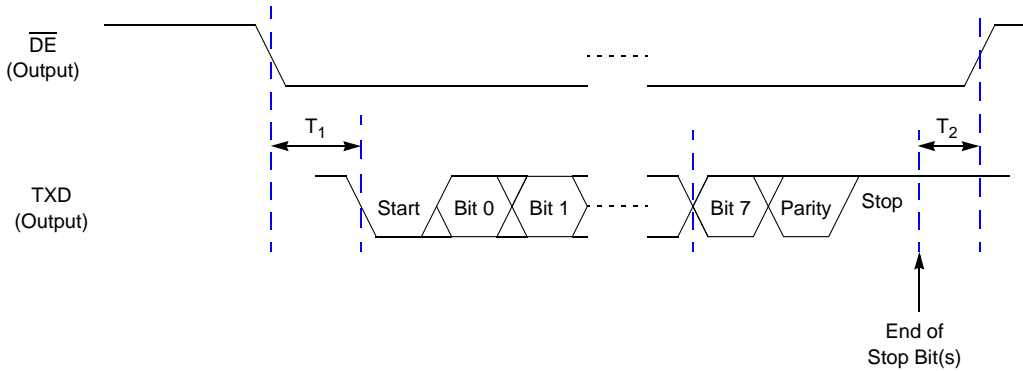 DE
(Output)
T1
T2
TXD
(Output)
Start
Bit 0
Bit 1
Bit 7
Parity
Stop
End of
Stop Bit(s)